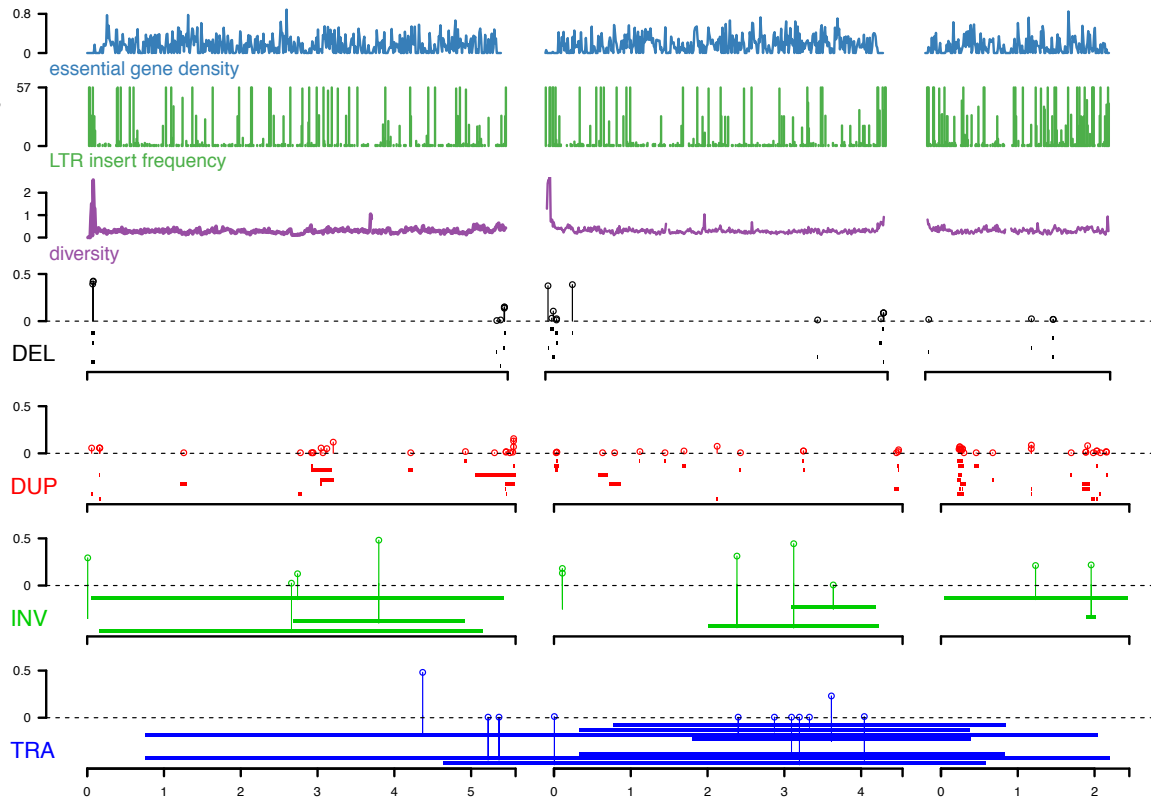 0.8
0
essential gene density
57
0
LTR insert frequency
2
1
0
diversity
0.5
0
DEL
0.5
0
DUP
0.5
0
INV
0.5
0
TRA
0 1 2 3 4 5 0 1 2 3 4 0 1 2